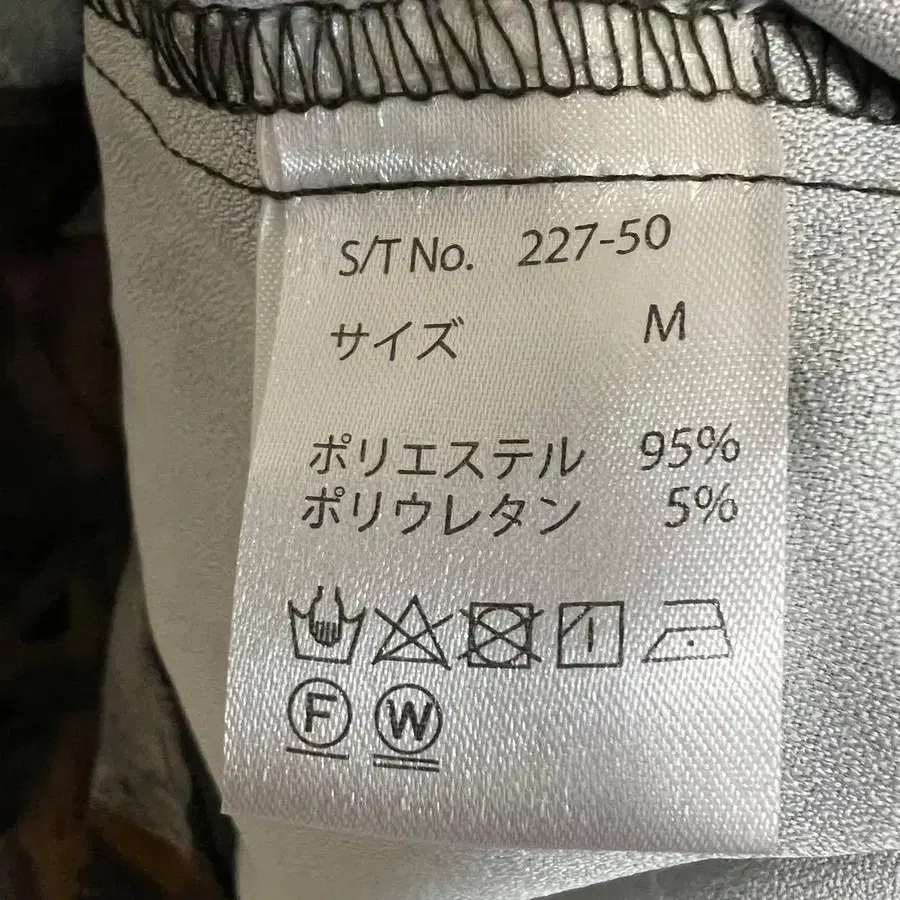 S/T No. 227-50
サイズ M
ポリエステル 95%
ポリウレタン 5%
F W